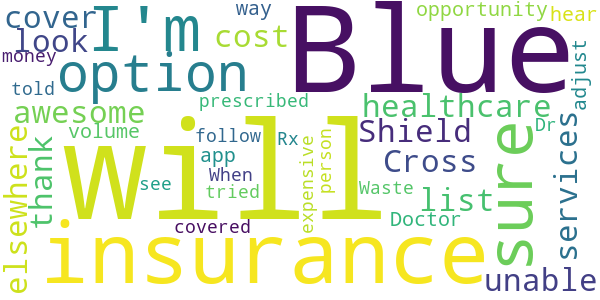 way
opportunity
cover
I'm
Blue
hear
look
cost
money
option
adjust
told
prescribed
healthcare
awesome
volume
follow
Rx
Shield
Dr
sure
services
elsewhere
thank
will
app
expensive
person
Cross
see
When
tried
Waste
list
covered
Doctor
insurance
unable